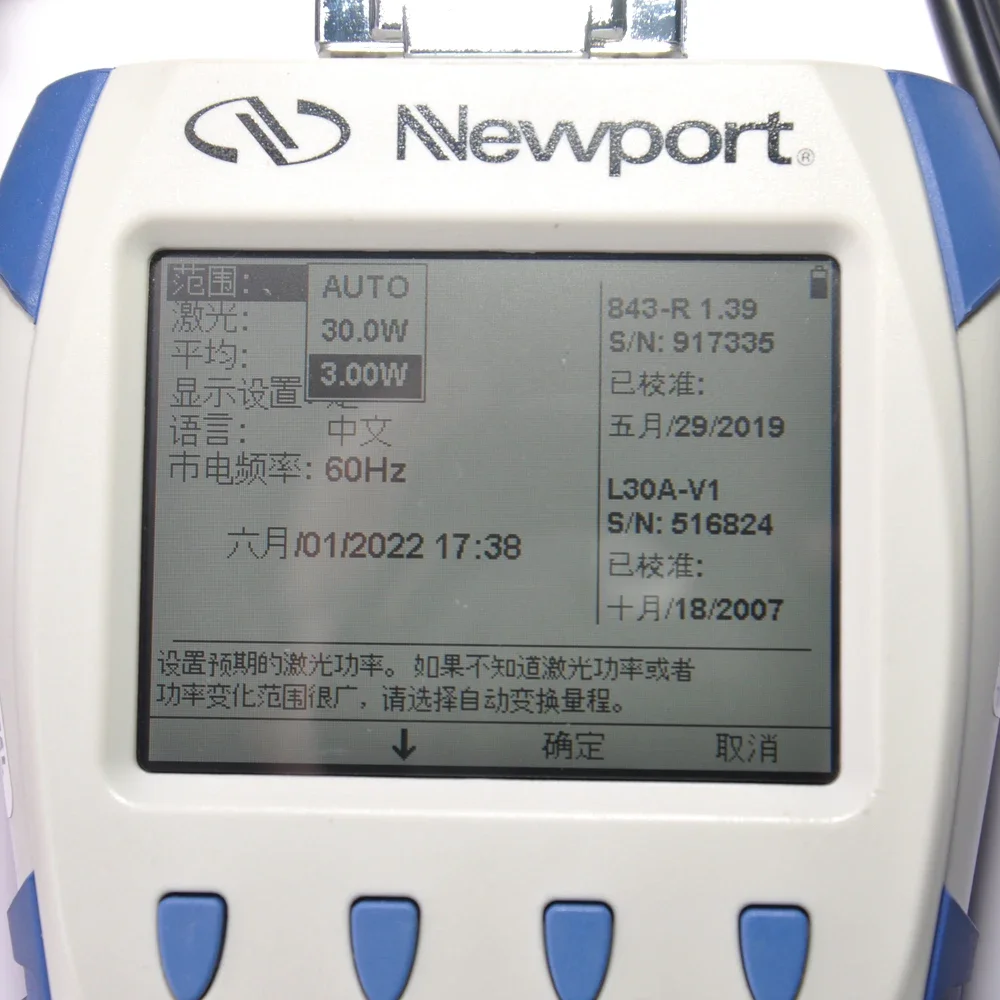 Newport®
范围:
AUTO
30.0W
3.00W
激光:
平均:
显示设置:
语言: 中文
市电频率: 60Hz
六月/01/2022 17:38
843-R 1.39
S/N: 917335
已校准:
五月/29/2019
L30A-V1
S/N: 516824
已校准:
十月/18/2007
设置预期的激光功率。如果不知道激光功率或者
功率变化范围很广，请选择自动变换量程。
↓ 确定 取消